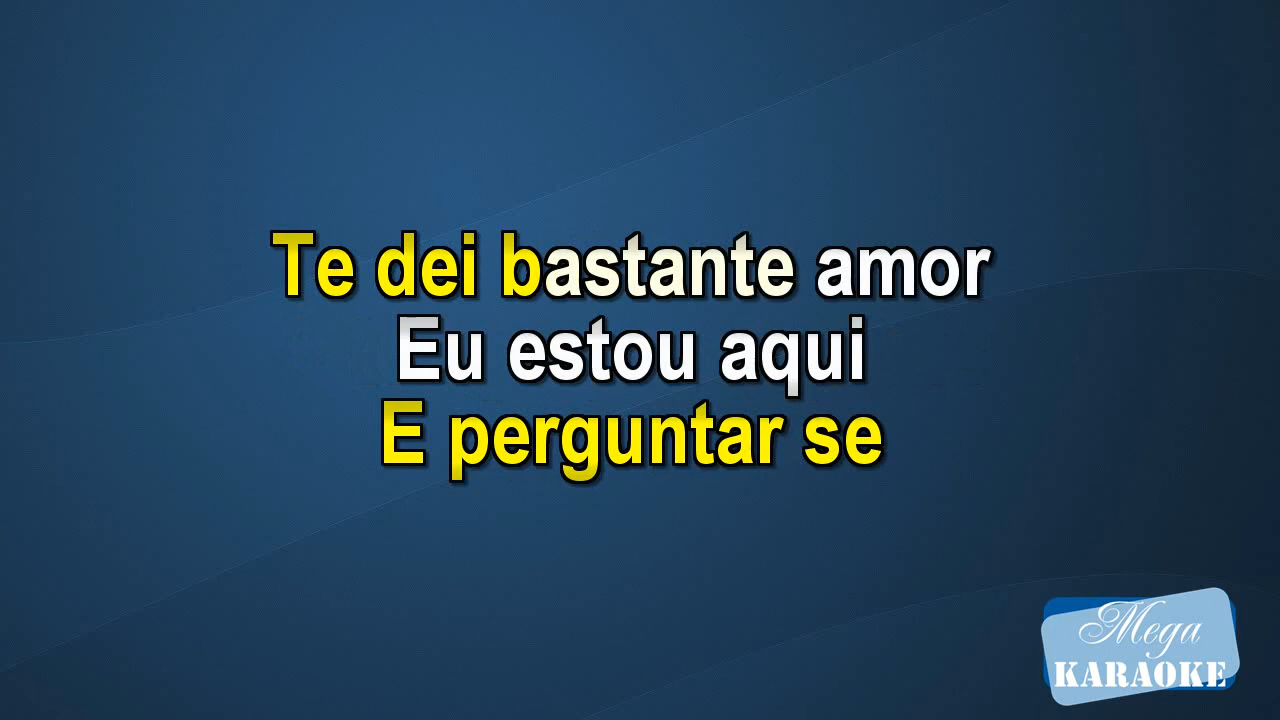 Te dei bastante amor
Eu estou aqui
E perguntar se
Mega
KARAOKE